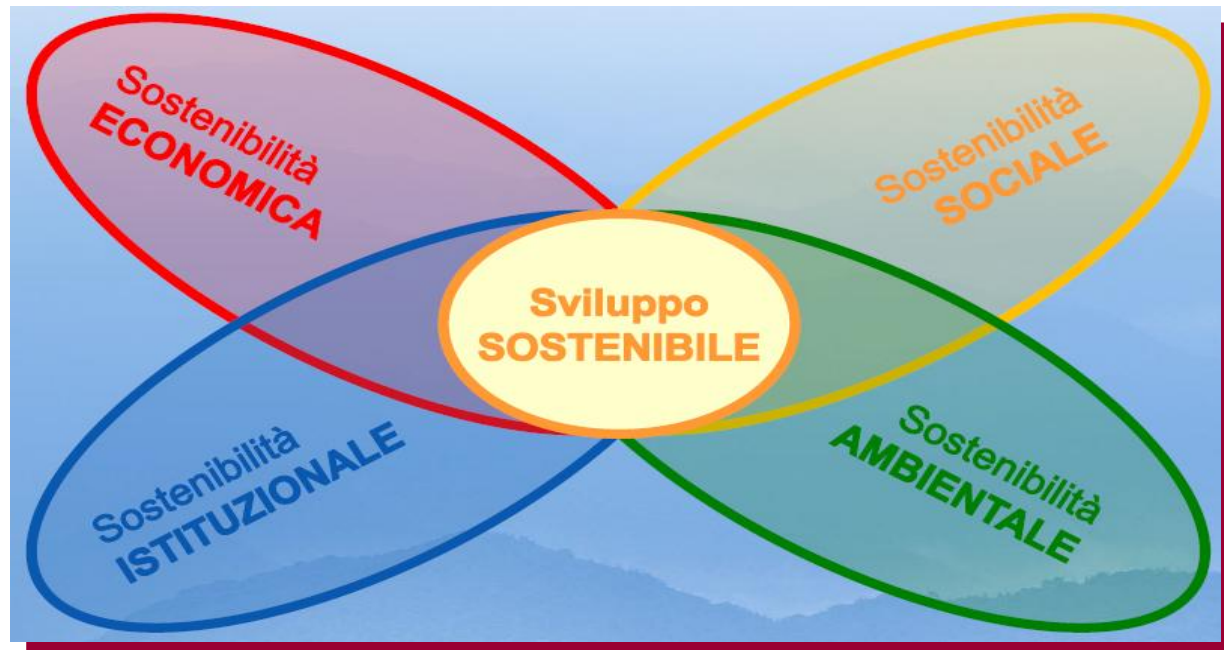 Sostenibilità
ECONOMICA
Sostenibilità
SOCIALE
Sviluppo
SOSTENIBILE
Sostenibilità
ISTITUZIONALE
Sostenibilità
AMBIENTALE